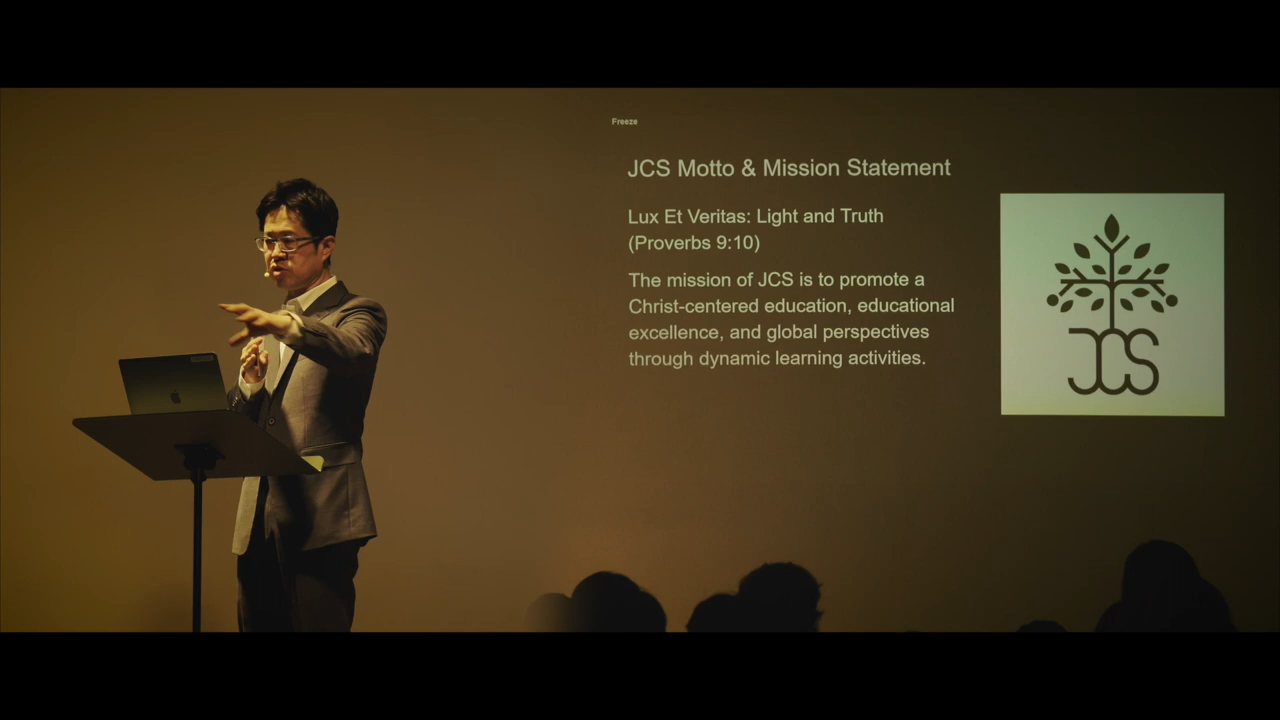 Freeze
JCS Motto & Mission Statement
Lux Et Veritas: Light and Truth
(Proverbs 9:10)
The mission of JCS is to promote a
Christ-centered education, educational
excellence, and global perspectives
through dynamic learning activities.
JCS